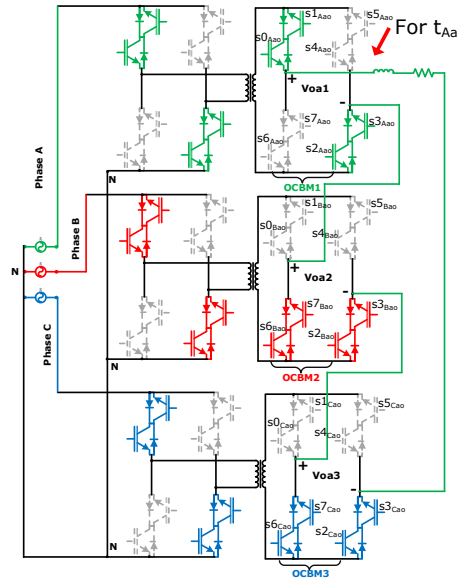 s1Aao
s5Aao
For tAa
s0Aao
s4Aao
+
Voa1
-
s7Aao
s3Aao
s6Aao
s2Aao
Phase A
N
OCBM1
s1Bao
s5Bao
Phase B
s0Bao
s4Bao
N
+
Voa2
-
s7Bao
s3Bao
Phase C
s6Bao
s2Bao
N
OCBM2
s1Cao
s5Cao
s0Cao
s4Cao
+
Voa3
-
s7Cao
s3Cao
s6Cao
s2Cao
N
OCBM3